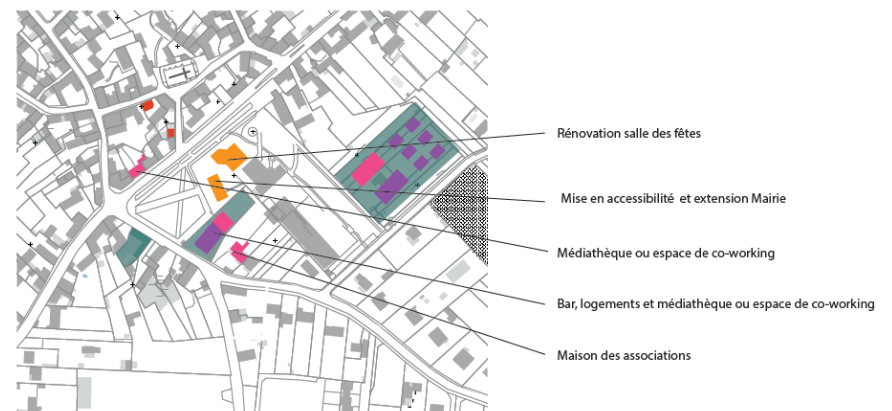 Rénovation salle des fêtes
Mise en accessibilité et extension Mairie
Médiathèque ou espace de co-working
Bar, logements et médiathèque ou espace de co-working
Maison des associations